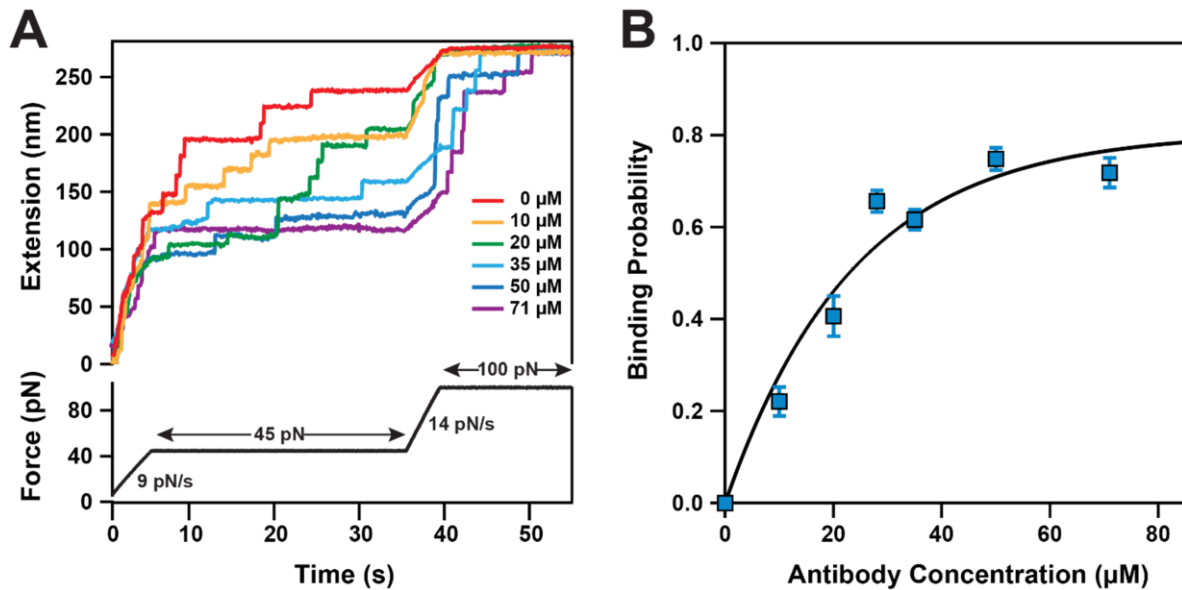 A
Extension (nm)
250
200
150
100
50
0
0 µM
10 µM
20 µM
35 µM
50 µM
71 µM
Force (pN)
80
40
0
9 pN/s
45 pN
14 pN/s
100 pN
0 10 20 30 40 50
Time (s)
B
Binding Probability
1.0
0.8
0.6
0.4
0.2
0.0
0 20 40 60 80
Antibody Concentration (µM)